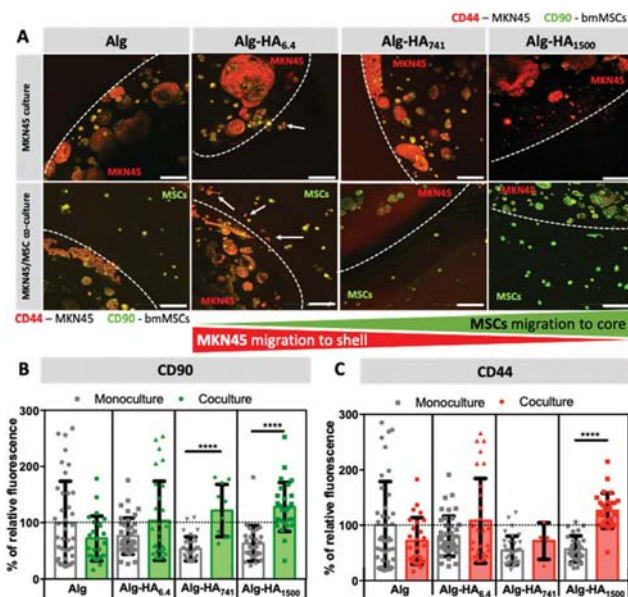 CD44 – MKN45 CD90 - bmMSCs
A
Alg Alg-HA6.4 Alg-HA741 Alg-HA1500
MKN45 culture
MKN45 MKN45 MKN45 MKN45
MKN45/MSC co-culture
MSCs MSCs MKN45 MKN45
MKN45 MKN45 MSCs MSCs
CD44 – MKN45 CD90 - bmMSCs
MSCs migration to core
MKN45 migration to shell
B CD90
Monoculture Coculture
% of relative fluorescence
300
200
100
0
**** ****
Alg Alg-HA6.4 Alg-HA741 Alg-HA1500
C CD44
Monoculture Coculture
% of relative fluorescence
300
200
100
0
****
Alg Alg-HA6.4 Alg-HA741 Alg-HA1500